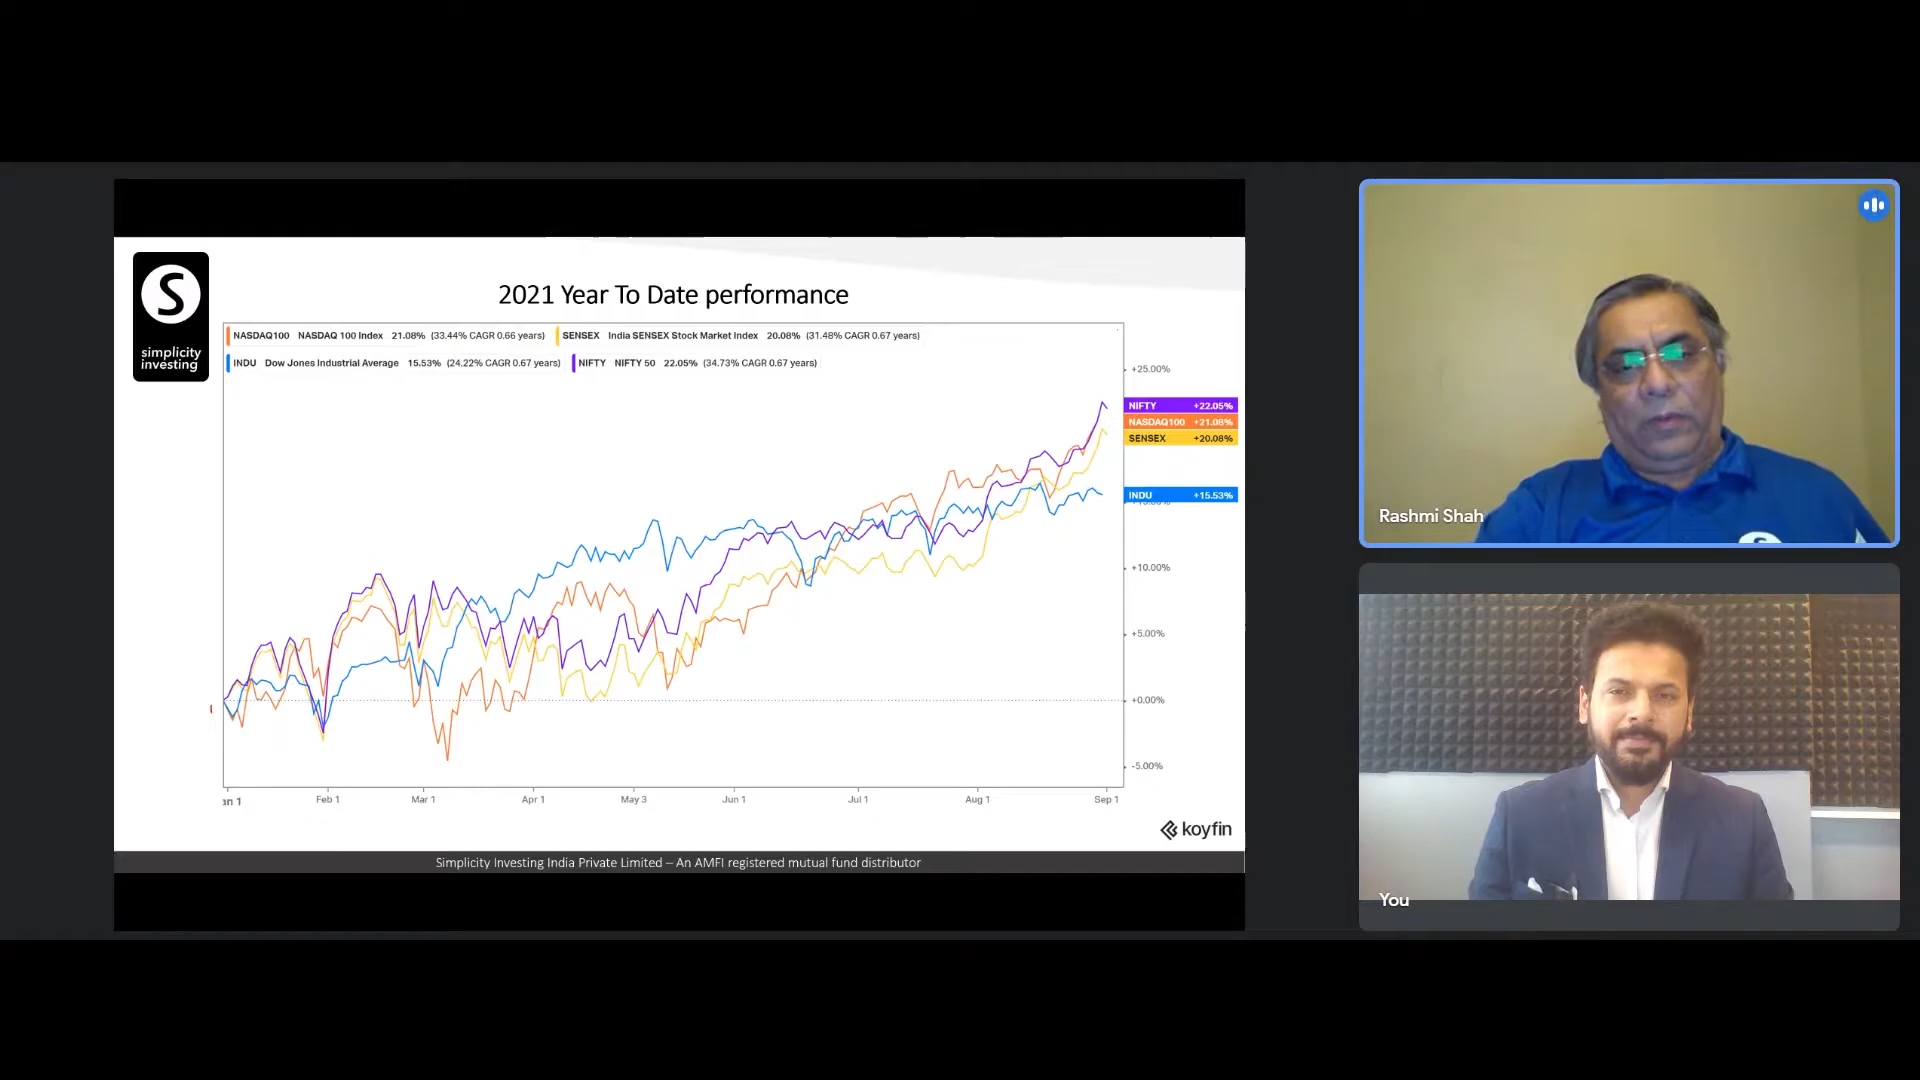 S
simplicity
investing
2021 Year To Date performance
NASDAQ100 NASDAQ 100 Index 21.08% (33.44% CAGR 0.66 years) SENSEX India SENSEX Stock Market Index 20.08% (31.48% CAGR 0.67 years)
INDU Dow Jones Industrial Average 15.53% (24.22% CAGR 0.67 years) NIFTY NIFTY 50 22.05% (34.73% CAGR 0.67 years)
+25.00%
NIFTY +22.05%
NASDAQ100 +21.08%
SENSEX +20.08%
INDU +15.53%
+10.00%
+5.00%
+0.00%
-5.00%
an 1 Feb 1 Mar 1 Apr 1 May 3 Jun 1 Jul 1 Aug 1 Sep 1
koyfin
Simplicity Investing India Private Limited – An AMFI registered mutual fund distributor
Rashmi Shah
You